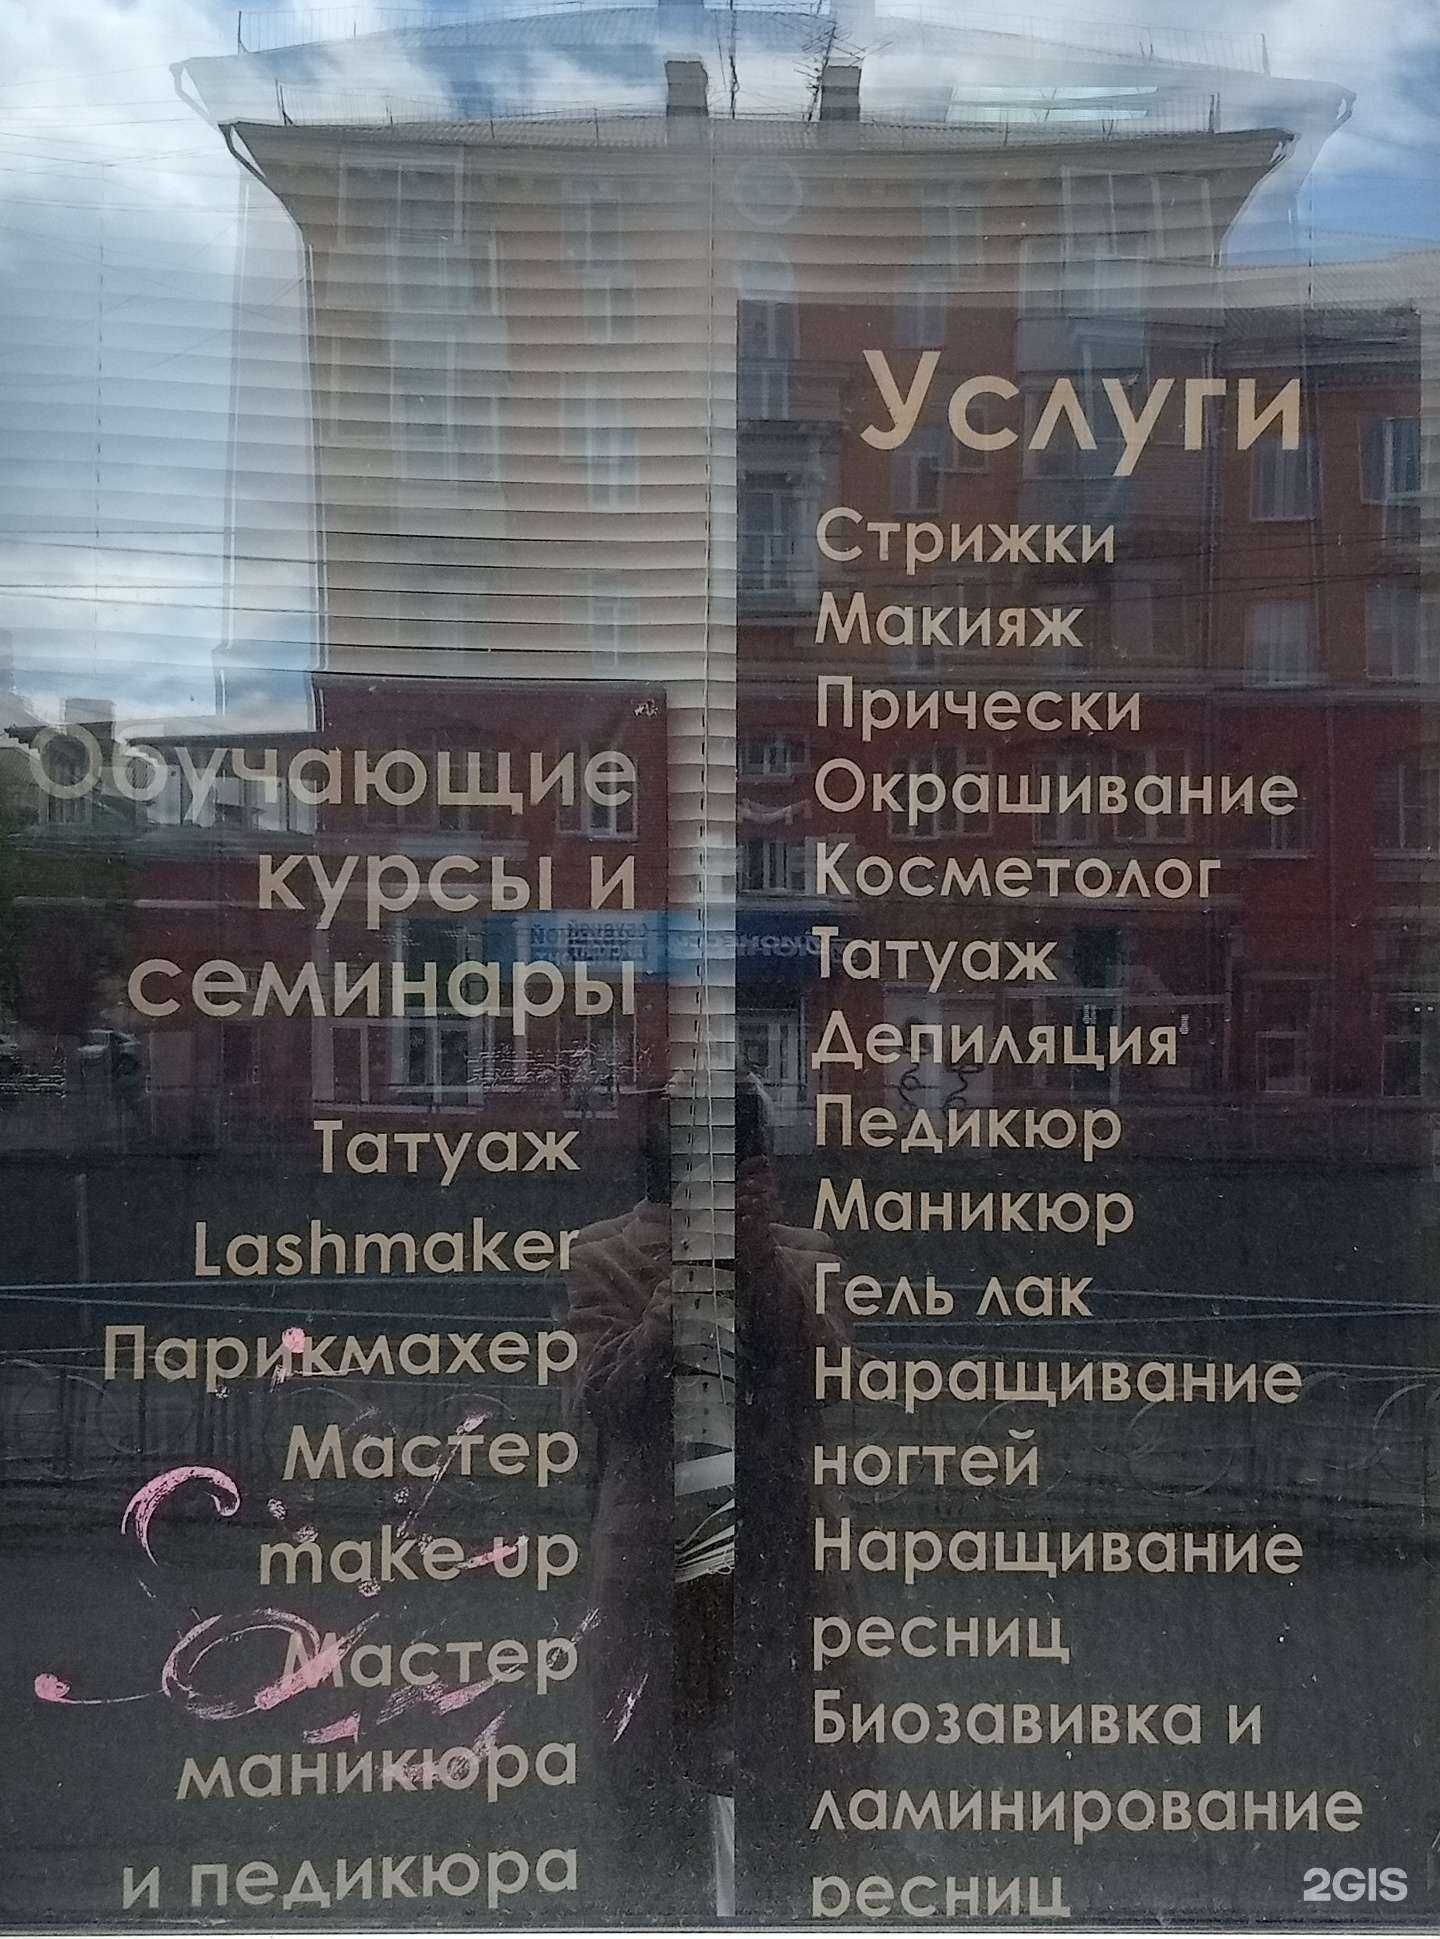 Обучающие
курсы и
семинары
Татуаж
Lashmaker
Парикмахер
Мастер
make up
Мастер
маникюра
и педикюра
Услуги
Стрижки
Макияж
Прически
Окрашивание
Косметолог
Татуаж
Депиляция
Педикюр
Маникюр
Гель лак
Наращивание
ногтей
Наращивание
ресниц
Биозавивка и
ламинирование
ресниц
2GIS